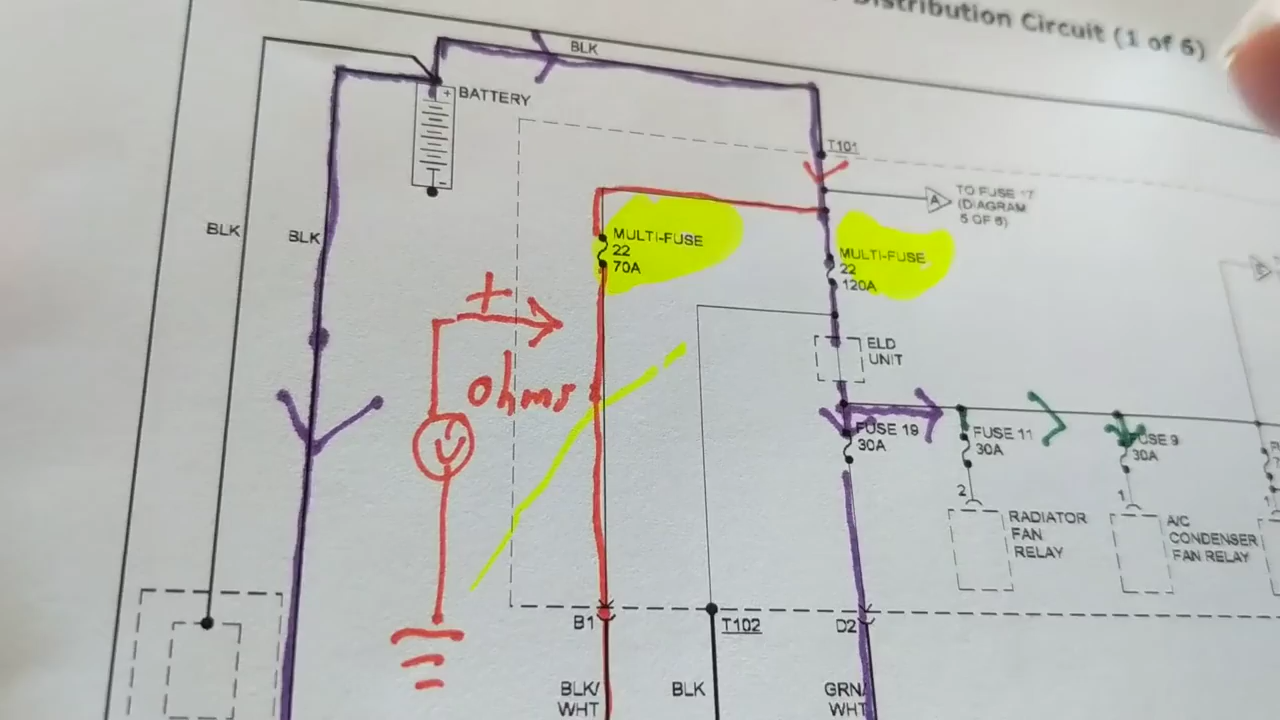 Distribution Circuit (1 of 6)
BLK
+
BATTERY
-
T101
A
TO FUSE 17
(DIAGRAM
5 OF 6)
BLK
BLK
MULTI-FUSE
22
70A
MULTI-FUSE
22
120A
+
ohms
ELD
UNIT
FUSE 19
30A
FUSE 11
30A
FUSE 9
30A
2
1
1
RADIATOR
FAN
RELAY
A/C
CONDENSER
FAN RELAY
B1
T102
D2
BLK/
WHT
BLK
GRN/
WHT